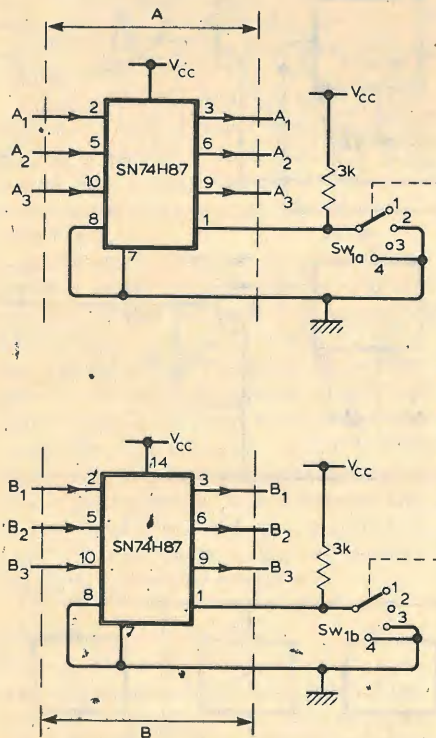 A
VCC
A1 2 3 A1
A2 5 6 A2
SN74H87
A3 10 9 A3
8 1
7
VCC
3k
1
2
3
4
Sw1a
VCC
14
B1 2 3 B1
B2 5 6 B2
SN74H87
B3 10 9 B3
8 1
VCC
3k
1
2
3
4
Sw1b
B